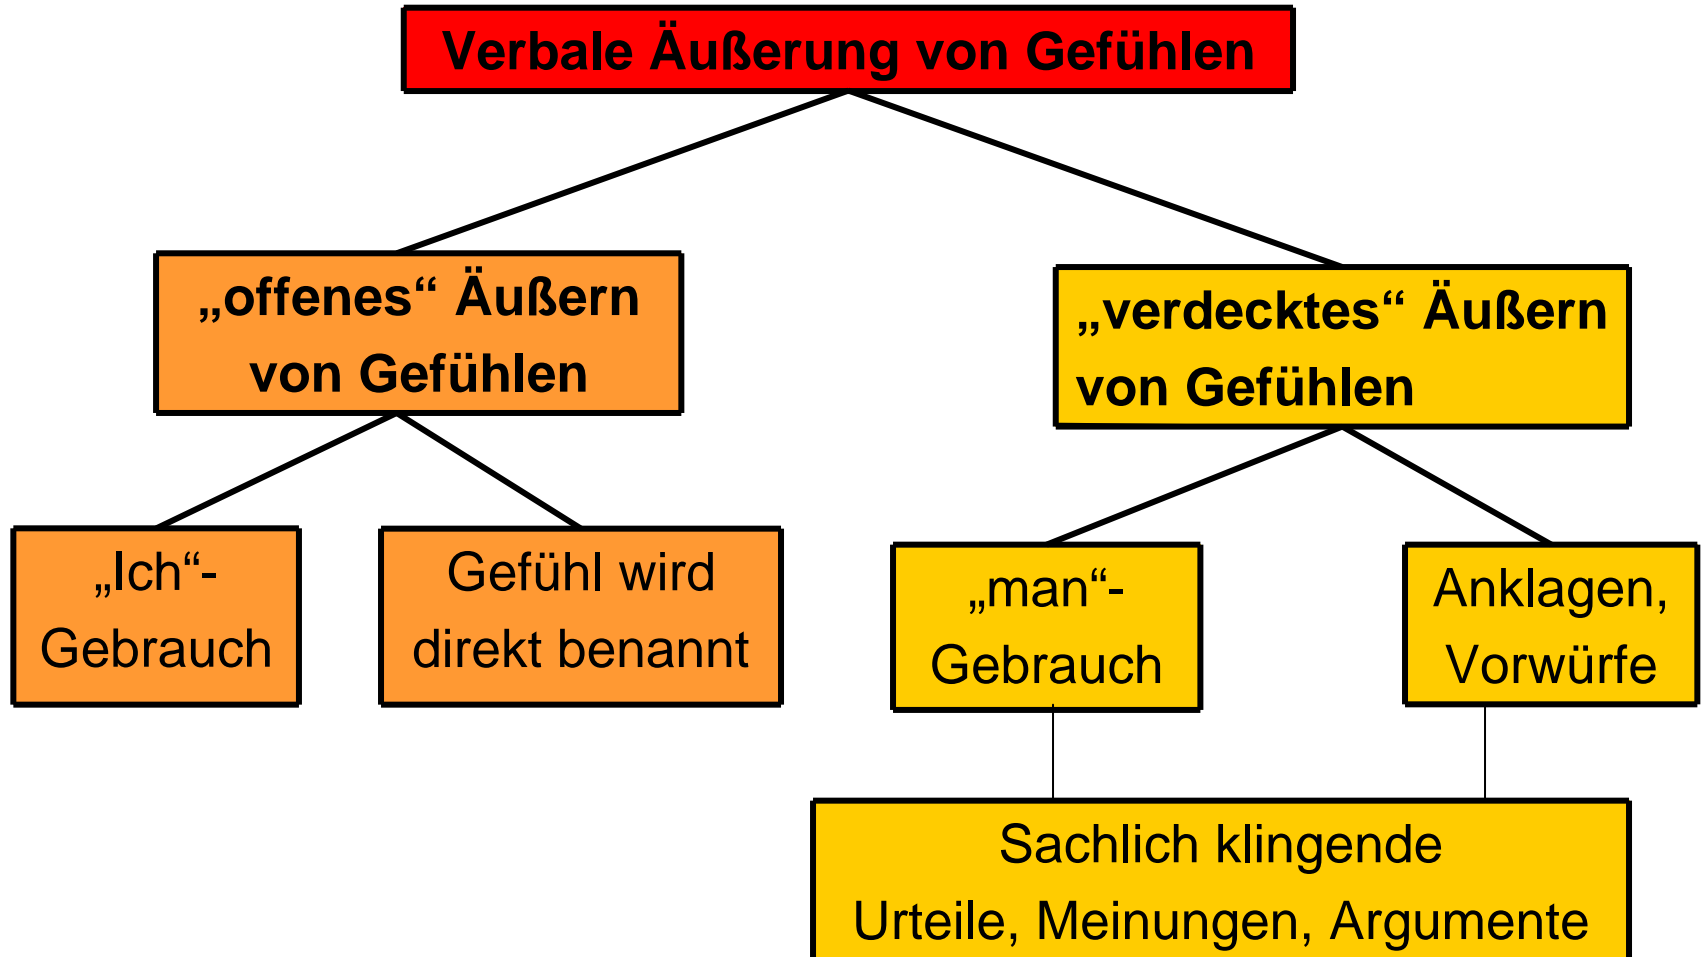 Verbale Äußerung von Gefühlen
„offenes“ Äußern
von Gefühlen
„verdecktes“ Äußern
von Gefühlen
„Ich“-
Gebrauch
Gefühl wird
direkt benannt
„man“-
Gebrauch
Anklagen,
Vorwürfe
Sachlich klingende
Urteile, Meinungen, Argumente